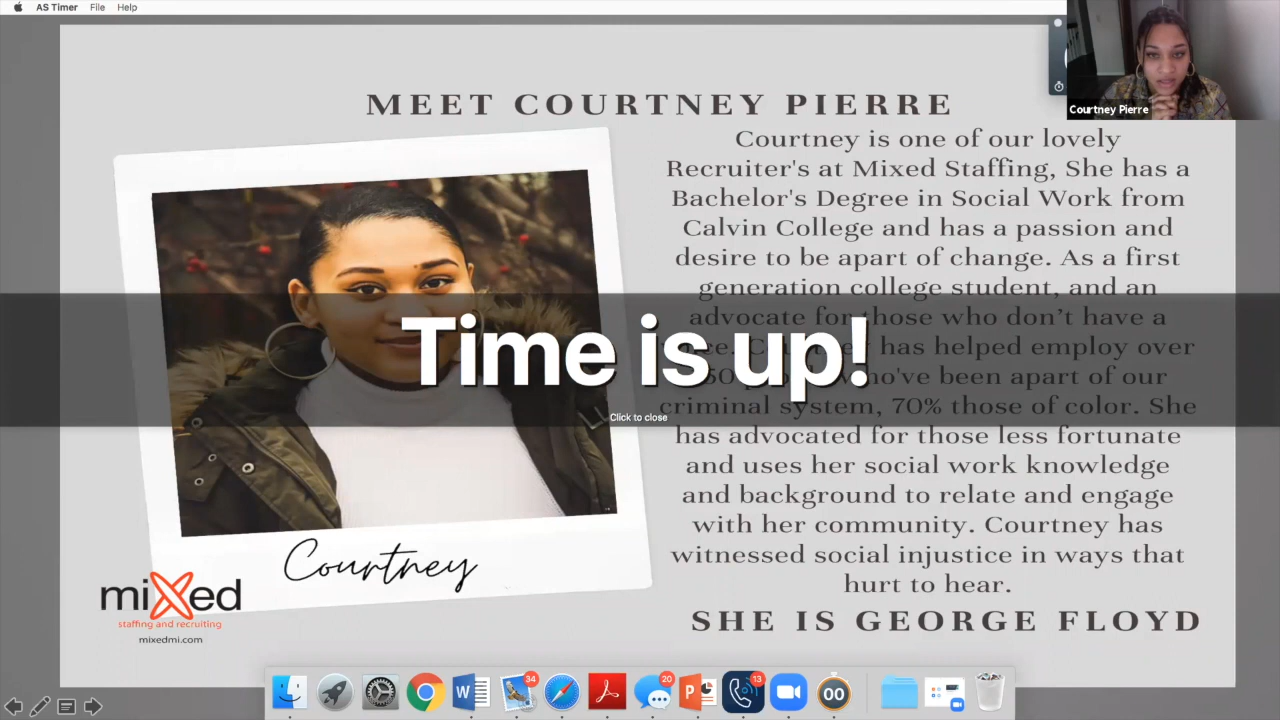 AS Timer File Help
MEET COURTNEY PIERRE
Courtney Pierre
Courtney is one of our lovely
Recruiter's at Mixed Staffing, She has a
Bachelor's Degree in Social Work from
Calvin College and has a passion and
desire to be apart of change. As a first
generation college student, and an
advocate for those who don't have a
Courtney has helped employ over
who've been apart of our
criminal system, 70% those of color. She
has advocated for those less fortunate
and uses her social work knowledge
and background to relate and engage
with her community. Courtney has
witnessed social injustice in ways that
hurt to hear.
SHE IS GEORGE FLOYD
Time is up!
Click to close
Courtney
mixed
staffing and recruiting
mixedmi.com
34
20
13
00